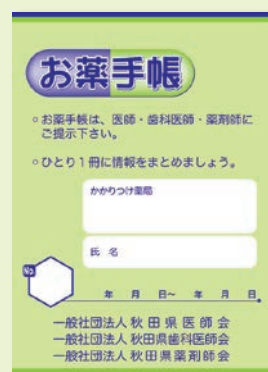 お薬手帳
○お薬手帳は、医師・歯科医師・薬剤師に
ご提示下さい。
○ひとり1冊に情報をまとめましょう。
かかりつけ薬局
氏 名
No.
年 月 日～ 年 月 日
一般社団法人 秋田県医師会
一般社団法人 秋田県歯科医師会
一般社団法人 秋田県薬剤師会